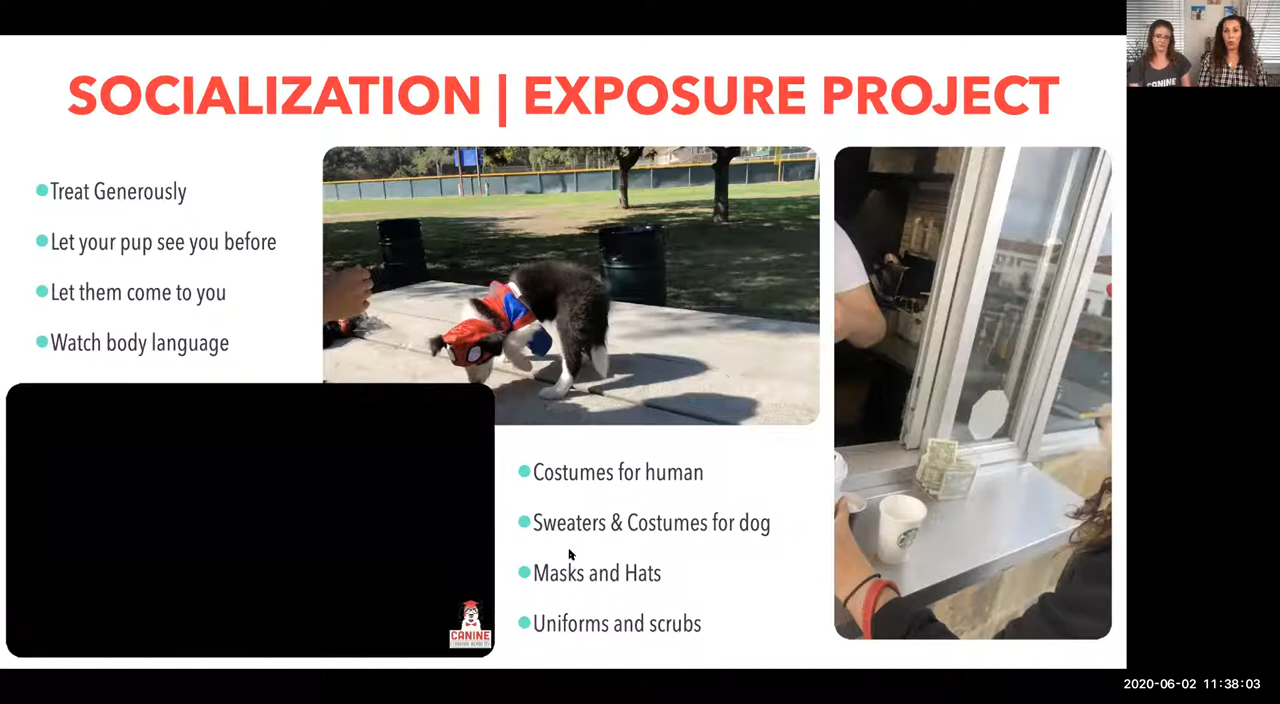 SOCIALIZATION | EXPOSURE PROJECT
Treat Generously
Let your pup see you before
Let them come to you
Watch body language
Costumes for human
Sweaters & Costumes for dog
Masks and Hats
Uniforms and scrubs
CANINE
CANINE
2020-06-02 11:38:03